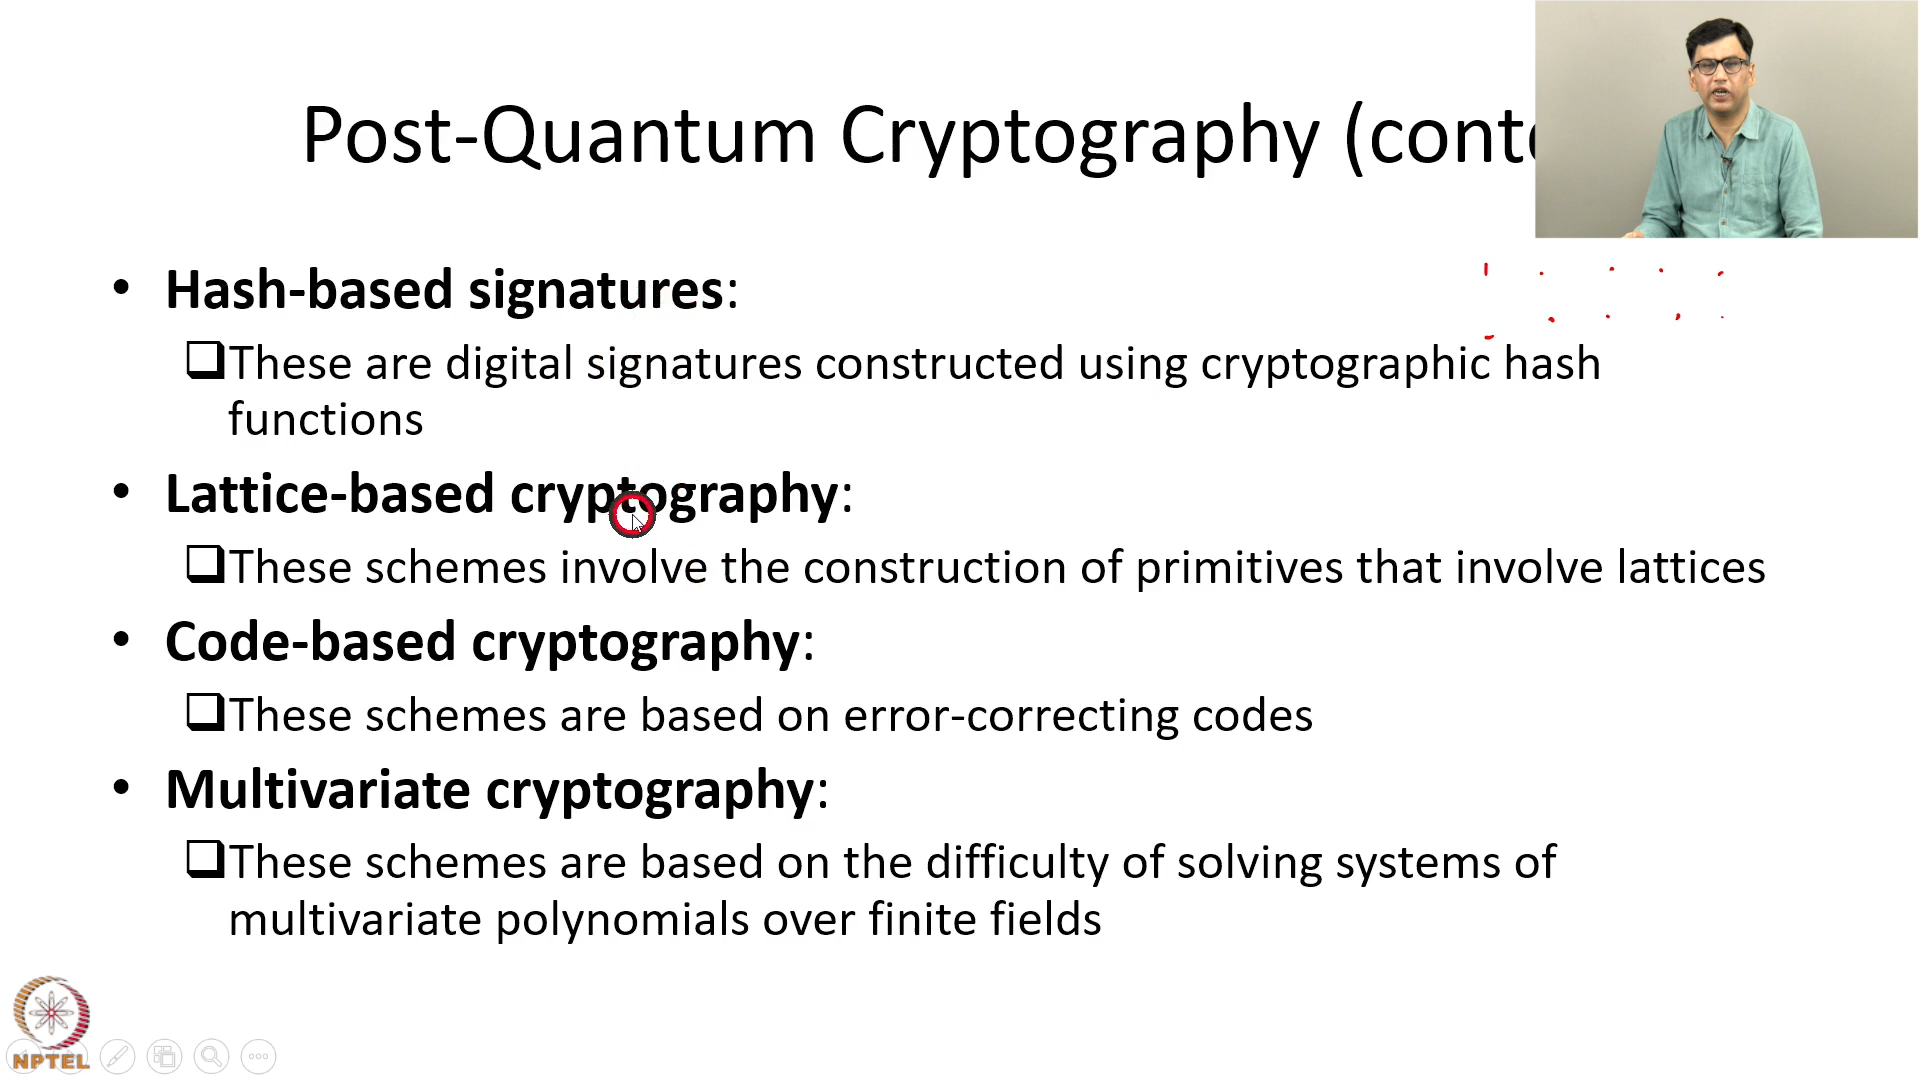 Post-Quantum Cryptography (cont
• Hash-based signatures:
❑These are digital signatures constructed using cryptographic hash
functions
• Lattice-based cryptography:
❑These schemes involve the construction of primitives that involve lattices
• Code-based cryptography:
❑These schemes are based on error-correcting codes
• Multivariate cryptography:
❑These schemes are based on the difficulty of solving systems of
multivariate polynomials over finite fields
NPTEL